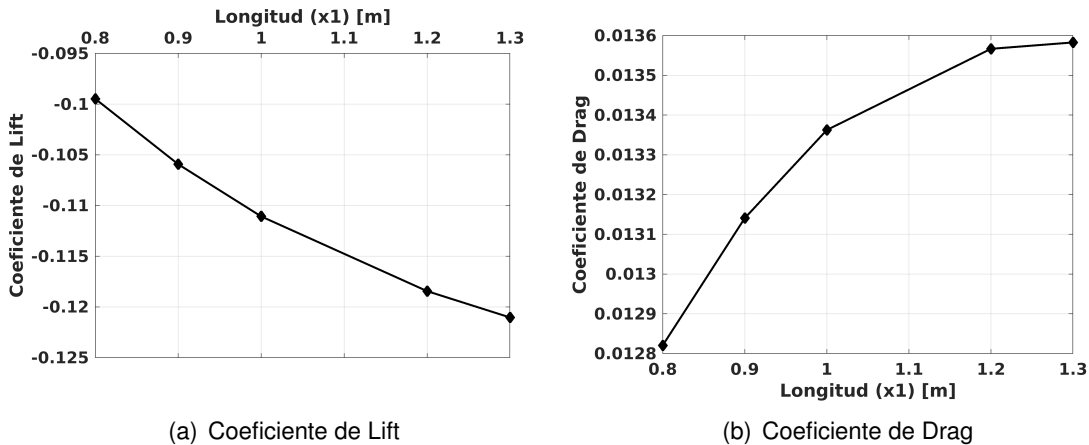 Longitud (x1) [m]
0.8 0.9 1 1.1 1.2 1.3
-0.095
-0.1
-0.105
-0.11
-0.115
-0.12
-0.125
Coeficiente de Lift
(a) Coeficiente de Lift
0.0136
0.0135
0.0134
0.0133
0.0132
0.0131
0.013
0.0129
0.0128
Coeficiente de Drag
0.8 0.9 1 1.1 1.2 1.3
Longitud (x1) [m]
(b) Coeficiente de Drag